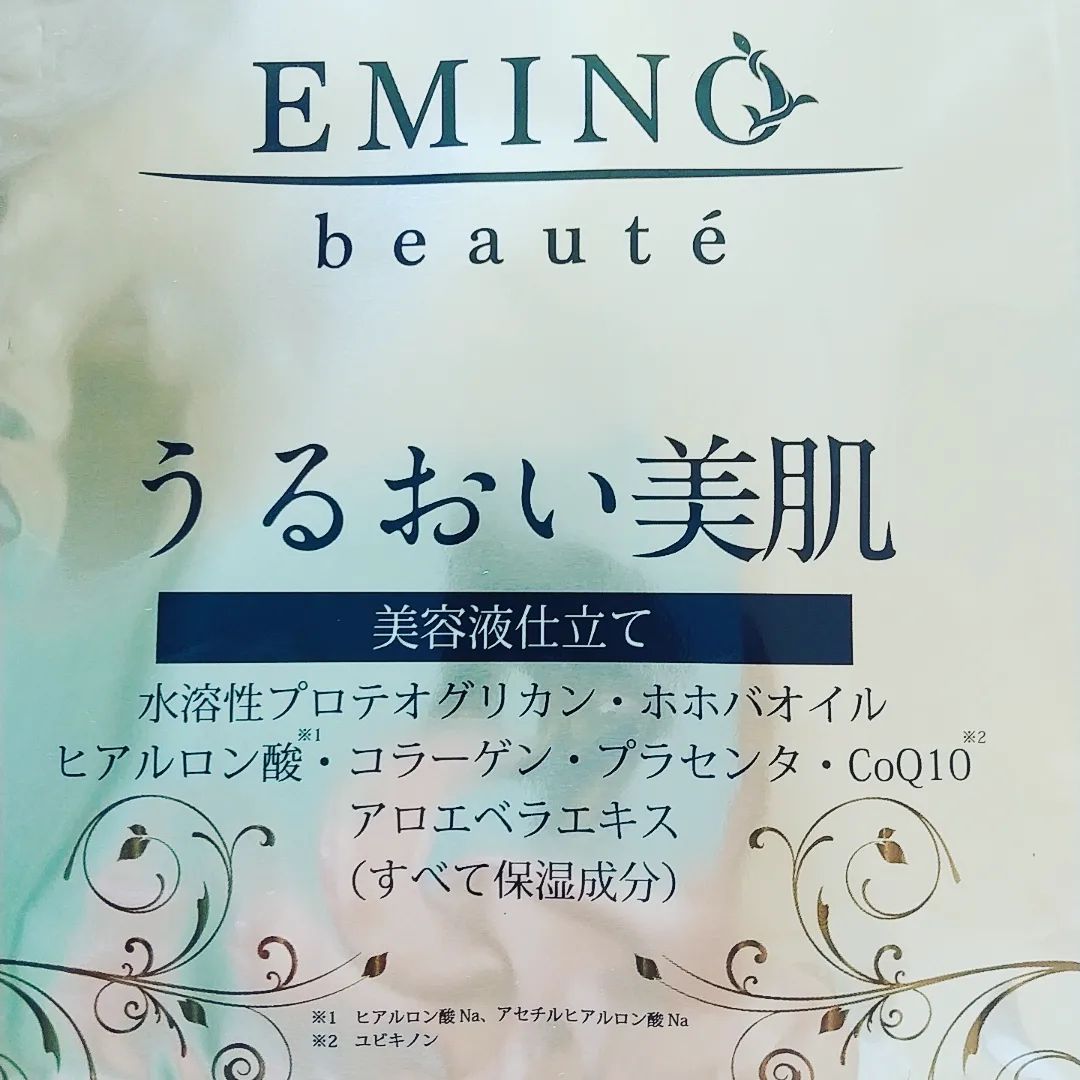 EMINO
beauté
うるおい美肌
美容液仕立て
水溶性プロテオグリカン・ホホバオイル
ヒアルロン酸※1・コラーゲン・プラセンタ・CoQ10※2
アロエベラエキス
(すべて保湿成分)
※1 ヒアルロン酸Na、アセチルヒアルロン酸Na
※2 ユビキノン